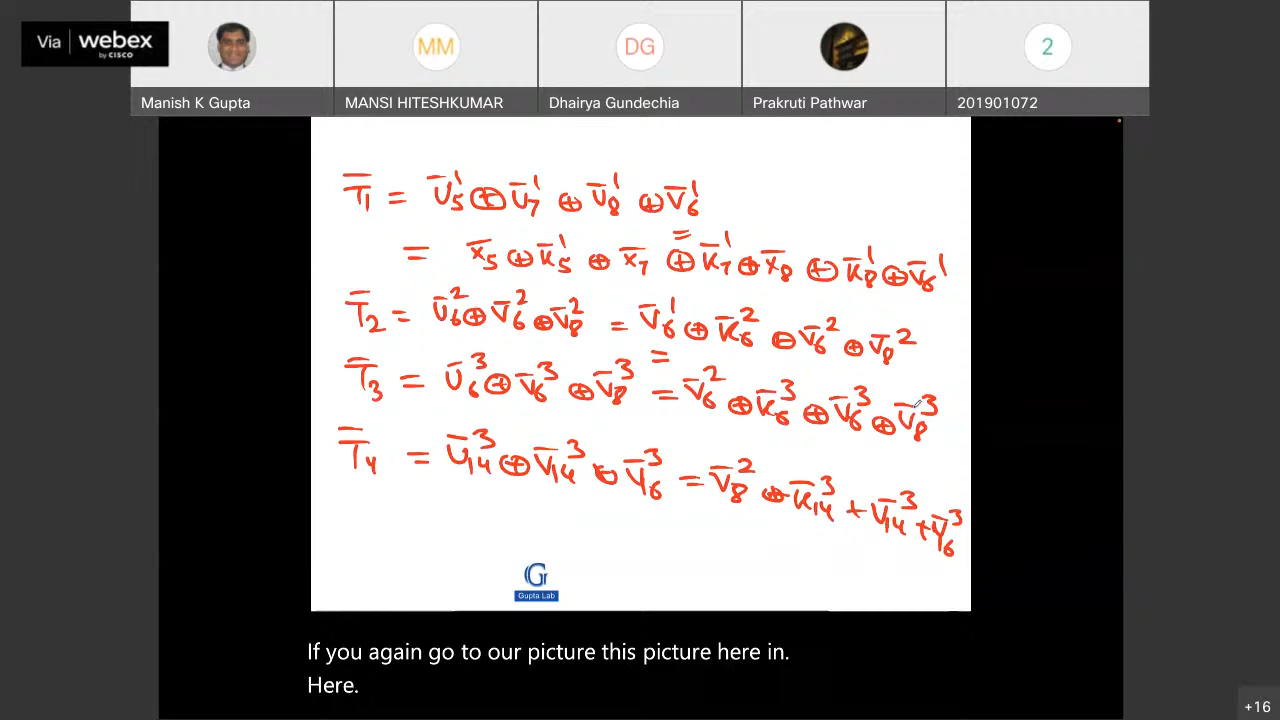 Via webex
by CISCO
MM
DG
2
Manish K Gupta
MANSI HITESHKUMAR
Dhairya Gundechia
Prakruti Pathwar
201901072
T̄₁ = Ū₅¹ ⊕ Ū₇¹ ⊕ Ū₈¹ ⊕ V̄₆¹
= X̄₅ ⊕ K̄₅¹ ⊕ X̄₇ ⊕ K̄₇¹ ⊕ X̄₈ ⊕ K̄₈¹ ⊕ V̄₆¹
T̄₂ = Ū₆² ⊕ V̄₆² ⊕ V̄₈² = V̄₆¹ ⊕ K̄₆² ⊕ V̄₆² ⊕ V̄₈²
T̄₃ = Ū₆³ ⊕ V̄₆³ ⊕ V̄₈³ = V̄₆² ⊕ K̄₆³ ⊕ V̄₆³ ⊕ V̄₈³
T̄₄ = Ū₁₄³ ⊕ V̄₁₄³ ⊕ Ȳ₆³ = V̄₈² ⊕ K̄₁₄³ + V̄₁₄³ + Ȳ₆³
G
Gupta Lab
If you again go to our picture this picture here in.
Here.
+16